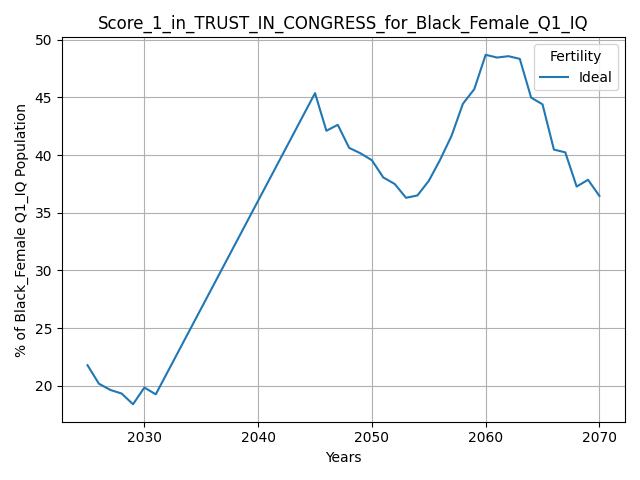 Score_1_in_TRUST_IN_CONGRESS_for_Black_Female_Q1_IQ
Fertility
Ideal
% of Black_Female Q1_IQ Population
50
45
40
35
30
25
20
2030
2040
2050
2060
2070
Years